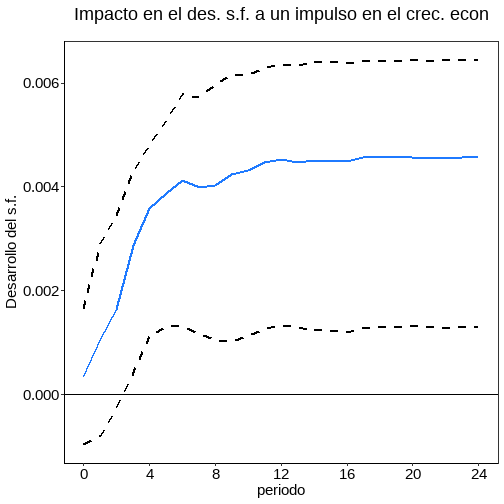 Impacto en el des. s.f. a un impulso en el crec. econ
Desarrollo del s.f.
0.006
0.004
0.002
0.000
0 4 8 12 16 20 24
periodo